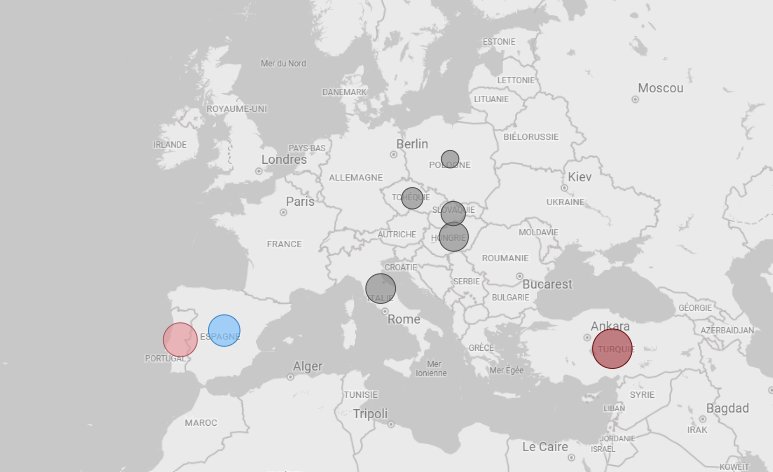 ESTONIE
Mer du Nord
LETTONIE
Moscou
DANEMARK
LITUANIE
ROYAUME-UNI
BIÉLORUSSIE
IRLANDE
PAYS-BAS
Berlin
Londres
POLOGNE
ALLEMAGNE
Kiev
Paris
TCHÉQUIE
UKRAINE
SLOVAQUIE
AUTRICHE
HONGRIE
MOLDAVIE
FRANCE
ROUMANIE
CROATIE
SERBIE
Bucarest
ITALIE
BULGARIE
GÉORGIE
Rome
Ankara
AZERBAÏDJAN
ESPAGNE
TURQUIE
GRÈCE
PORTUGAL
Alger
Mer
Ionienne
Mer Égée
TUNISIE
SYRIE
Tripoli
LIBAN
Bagdad
MAROC
IRAK
JORDANIE
Le Caire
ISRAËL
KOWEÏT